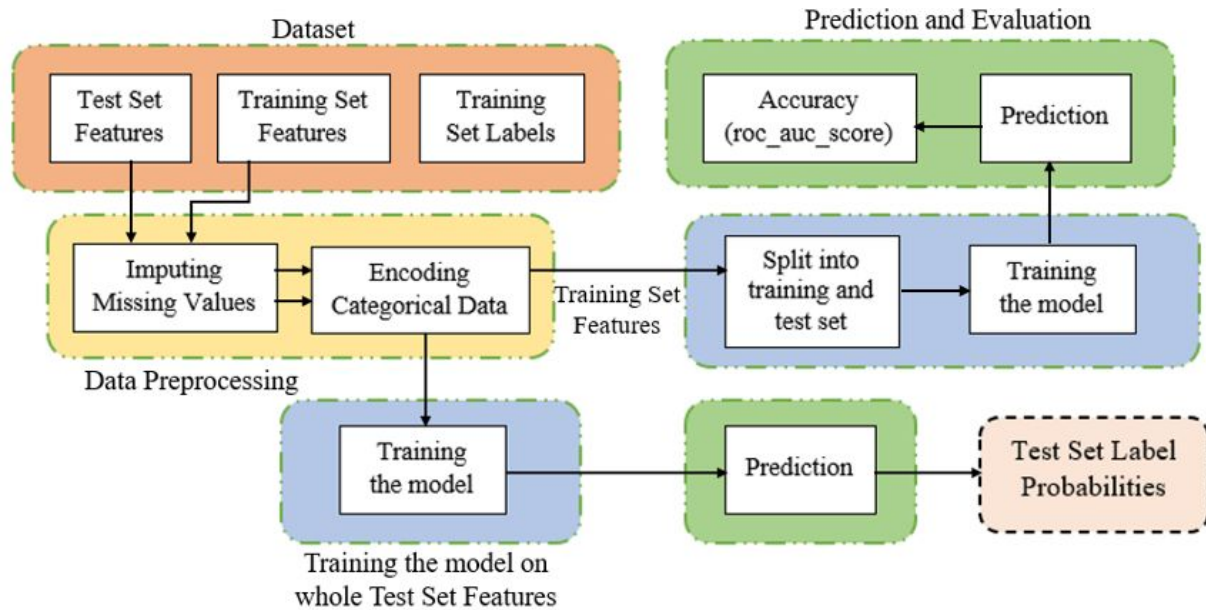 Dataset
Test Set
Features
Training Set
Features
Training
Set Labels
Prediction and Evaluation
Accuracy
(roc_auc_score)
Prediction
Imputing
Missing Values
Encoding
Categorical Data
Data Preprocessing
Training Set
Features
Split into
training and
test set
Training
the model
Training
the model
Training the model on
whole Test Set Features
Prediction
Test Set Label
Probabilities